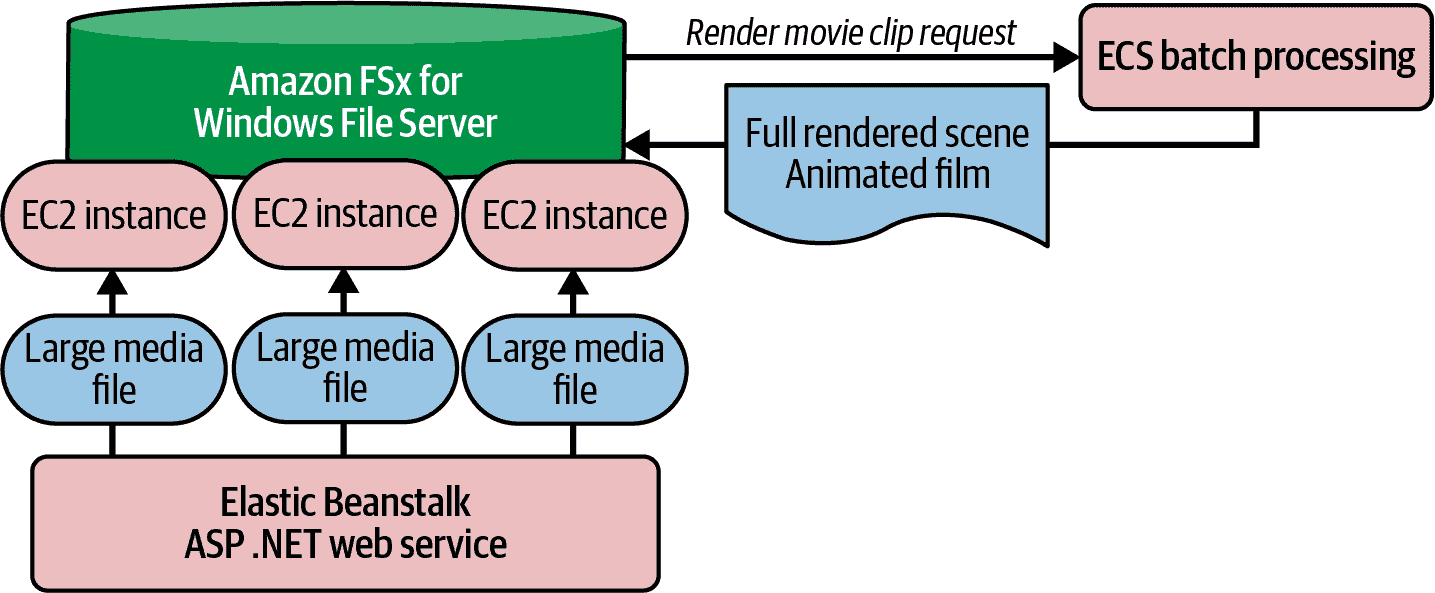 Render movie clip request
ECS batch processing
Amazon FSx for
Windows File Server
Full rendered scene
Animated film
EC2 instance
EC2 instance
EC2 instance
Large media
file
Large media
file
Large media
file
Elastic Beanstalk
ASP .NET web service